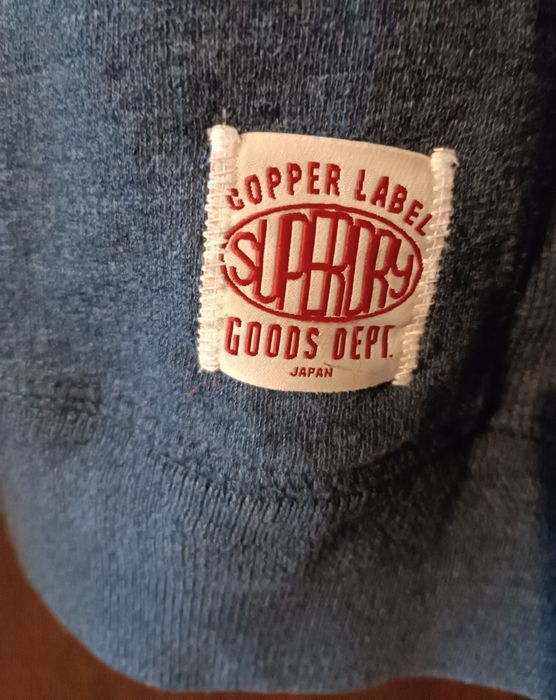 COPPER LABEL
SUPERDRY
GOODS DEPT.
JAPAN